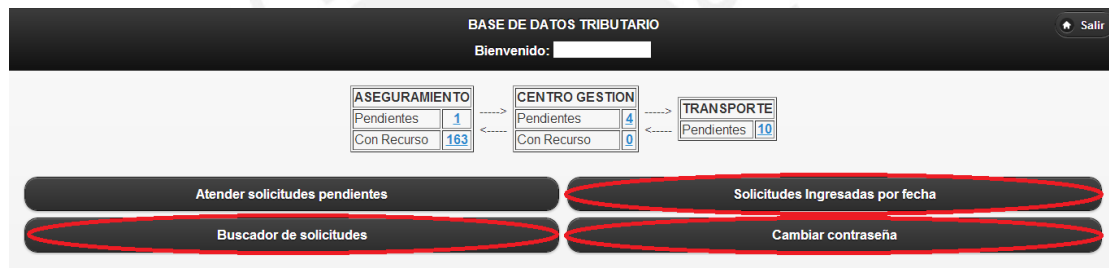 BASE DE DATOS TRIBUTARIO
Salir
Bienvenido:
ASEGURAMIENTO
Pendientes 1
Con Recurso 163
----->
<-----
CENTRO GESTION
Pendientes 4
Con Recurso 0
----->
<-----
TRANSPORTE
Pendientes 10
Atender solicitudes pendientes
Solicitudes Ingresadas por fecha
Buscador de solicitudes
Cambiar contraseña